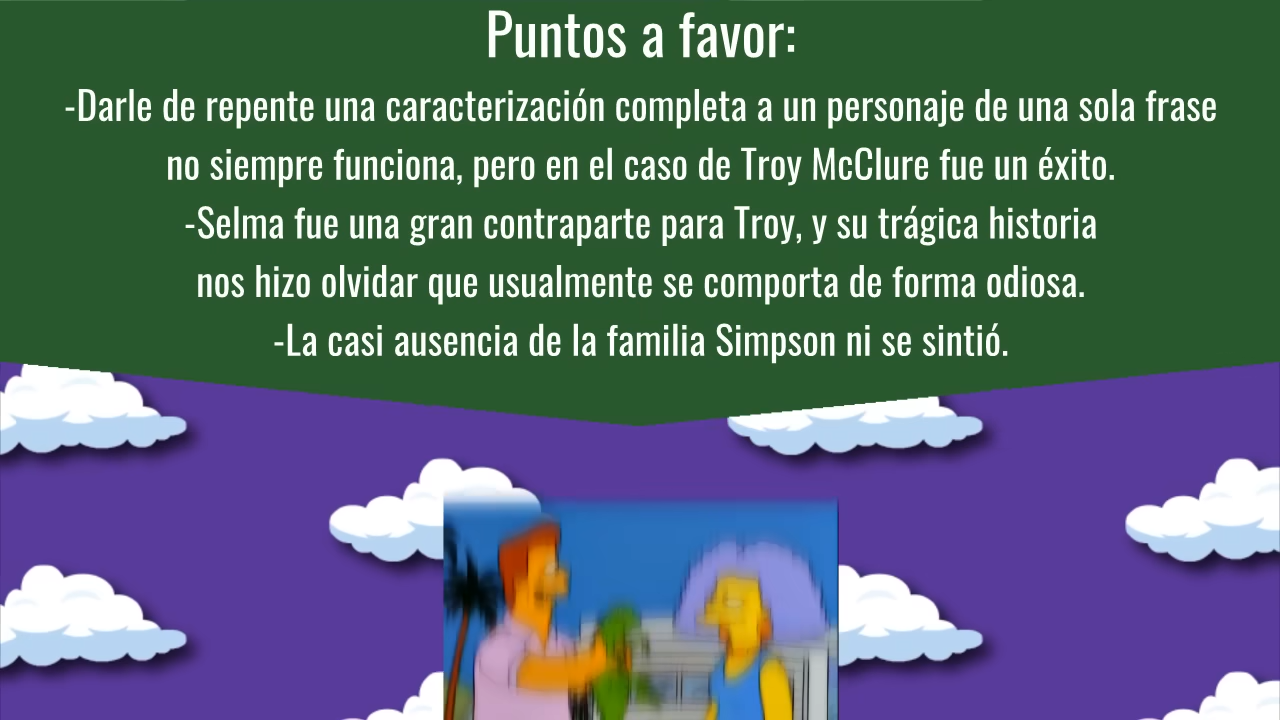 Puntos a favor:
-Darle de repente una caracterización completa a un personaje de una sola frase
no siempre funciona, pero en el caso de Troy McClure fue un éxito.
-Selma fue una gran contraparte para Troy, y su trágica historia
nos hizo olvidar que usualmente se comporta de forma odiosa.
-La casi ausencia de la familia Simpson ni se sintió.